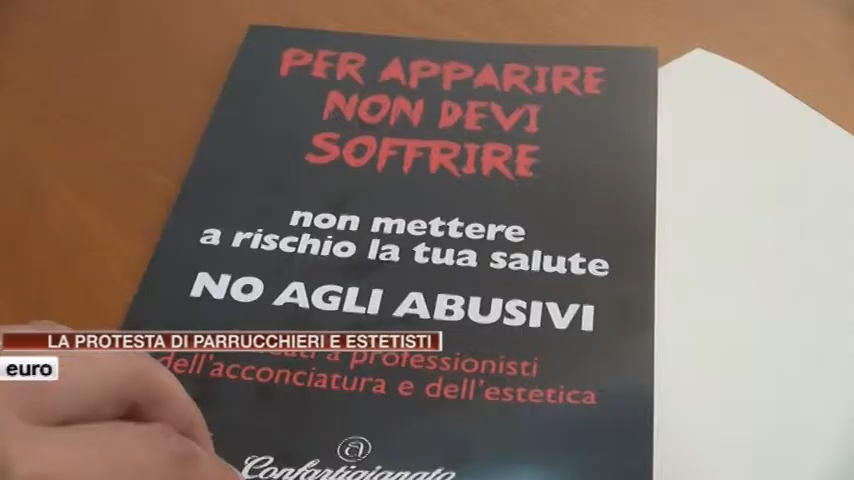 PER APPARIRE
NON DEVI
SOFFRIRE
non mettere
a rischio la tua salute
NO AGLI ABUSIVI
LA PROTESTA DI PARRUCCHIERI E ESTETISTI
a professionisti
euro
dell'acconciatura e dell'estetica
Confartigianato